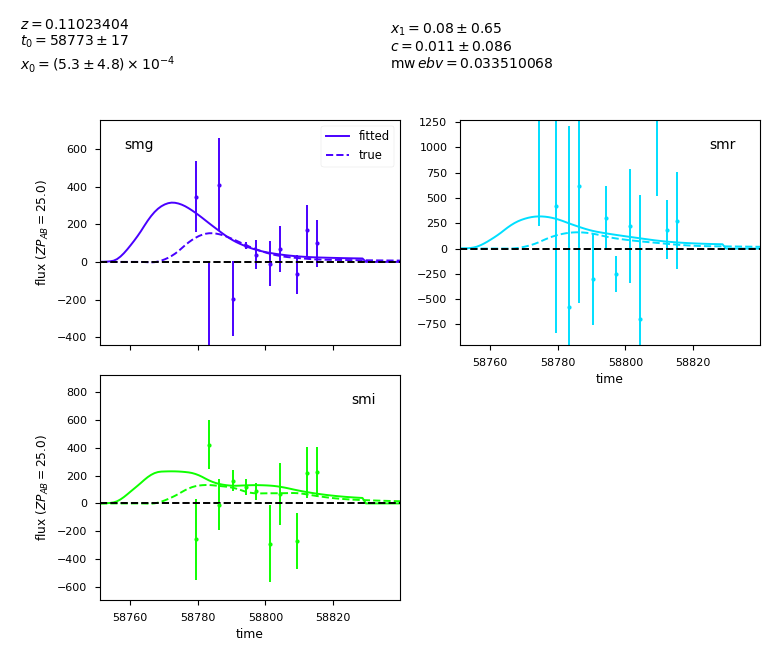 z = 0.11023404
t₀ = 58773 ± 17
x₀ = (5.3 ± 4.8) × 10⁻⁴
x₁ = 0.08 ± 0.65
c = 0.011 ± 0.086
mw ebv = 0.033510068
smg
fitted
true
600
400
200
0
−200
−400
flux (ZP_AB = 25.0)
smr
1250
1000
750
500
250
0
−250
−500
−750
58760 58780 58800 58820
time
smi
800
600
400
200
0
−200
−400
−600
flux (ZP_AB = 25.0)
58760 58780 58800 58820
time